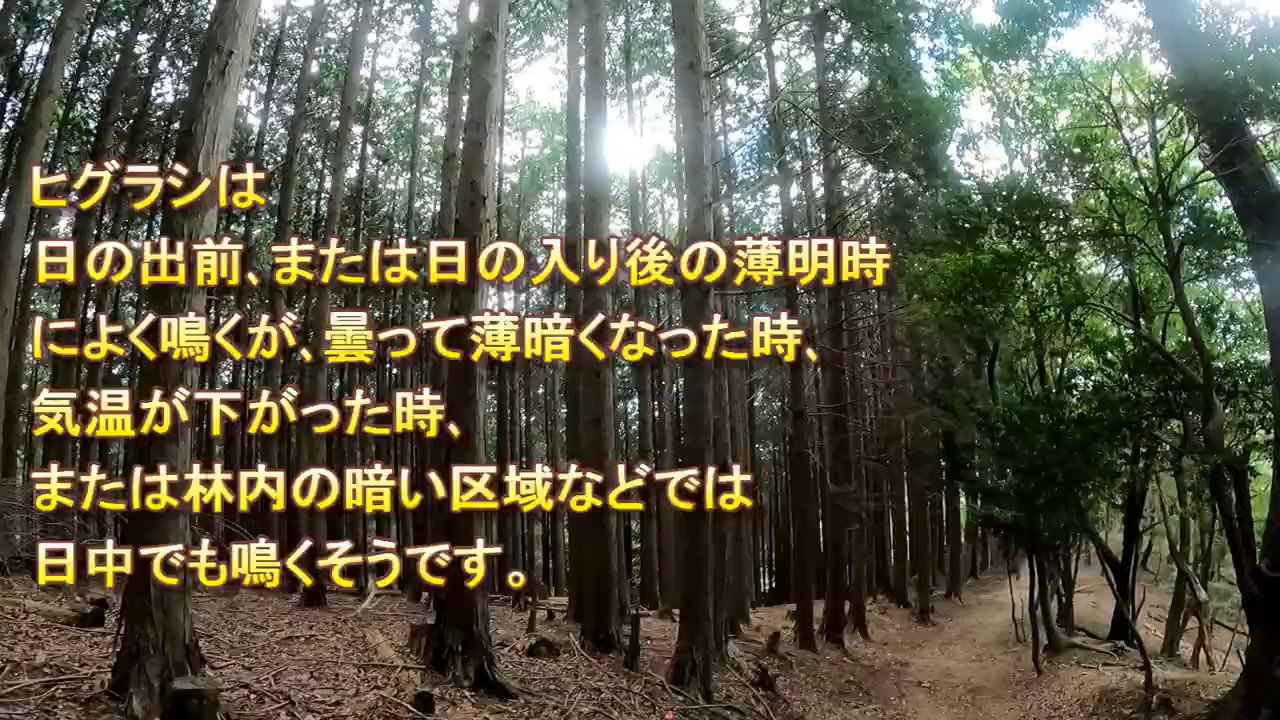 ヒグラシは
日の出前、または日の入り後の薄明時
によく鳴くが、曇って薄暗くなった時、
気温が下がった時、
または林内の暗い区域などでは
日中でも鳴くそうです。